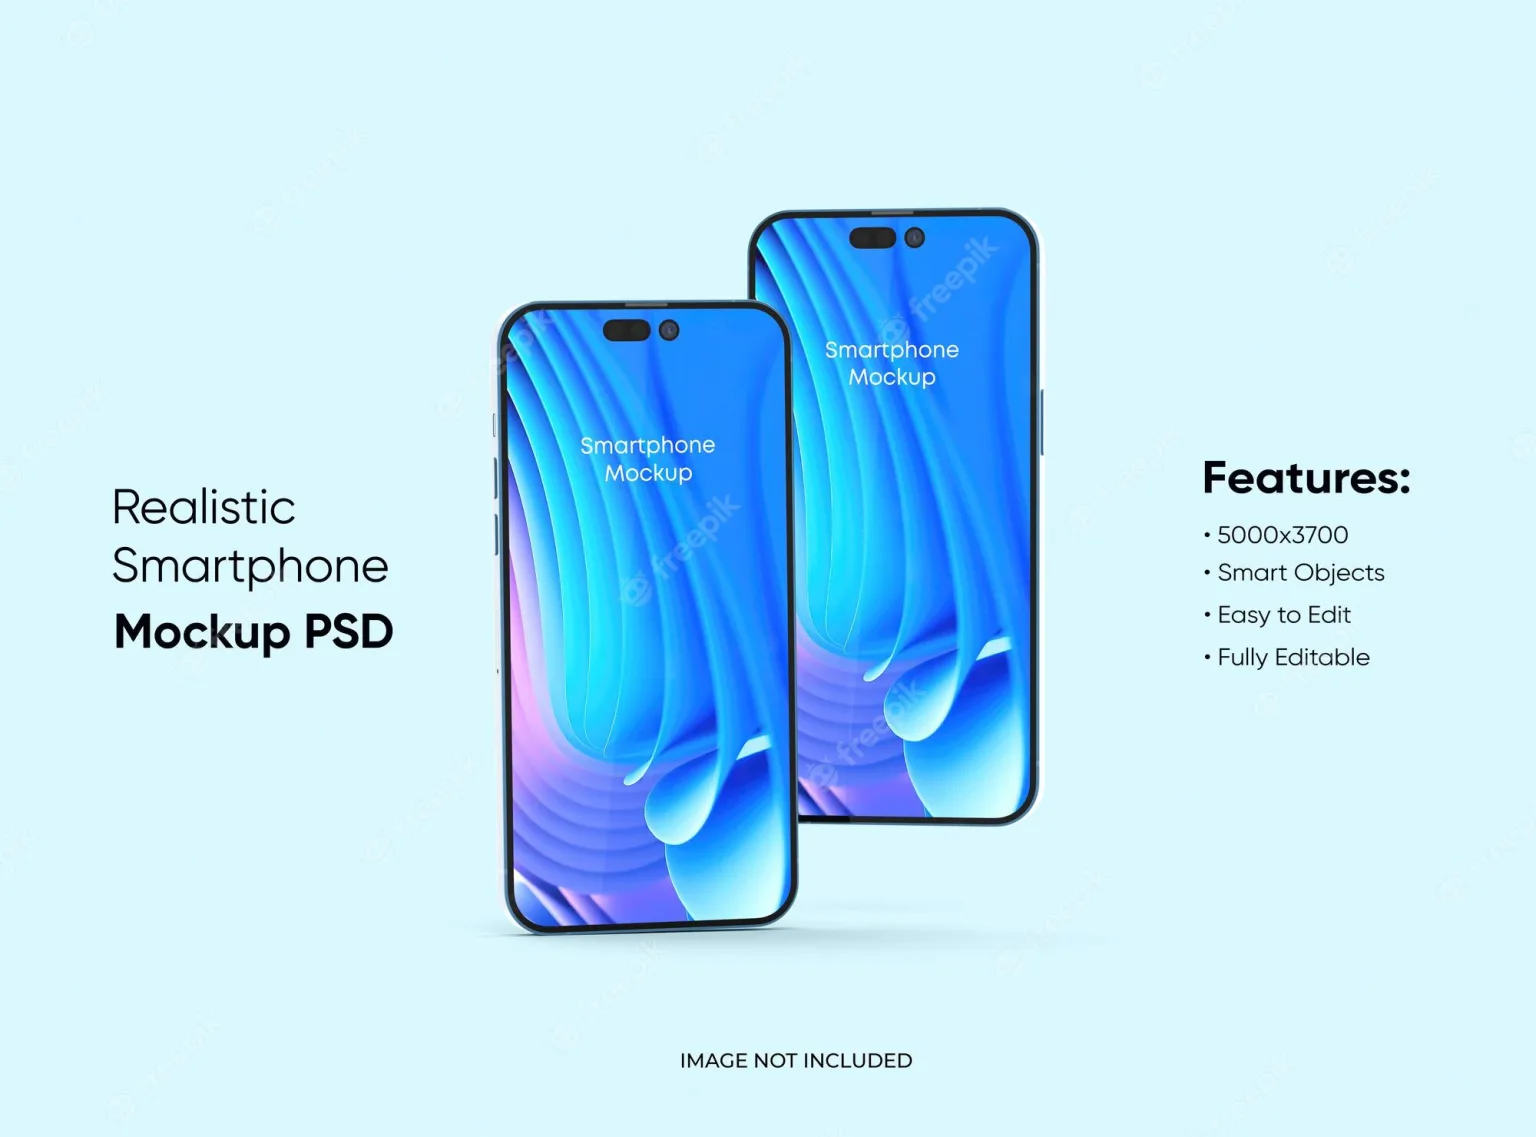 Realistic
Smartphone
Mockup PSD
Smartphone
Mockup
freepik
Smartphone
Mockup
freepik
freepik
Features:
• 5000x3700
• Smart Objects
• Easy to Edit
• Fully Editable
IMAGE NOT INCLUDED